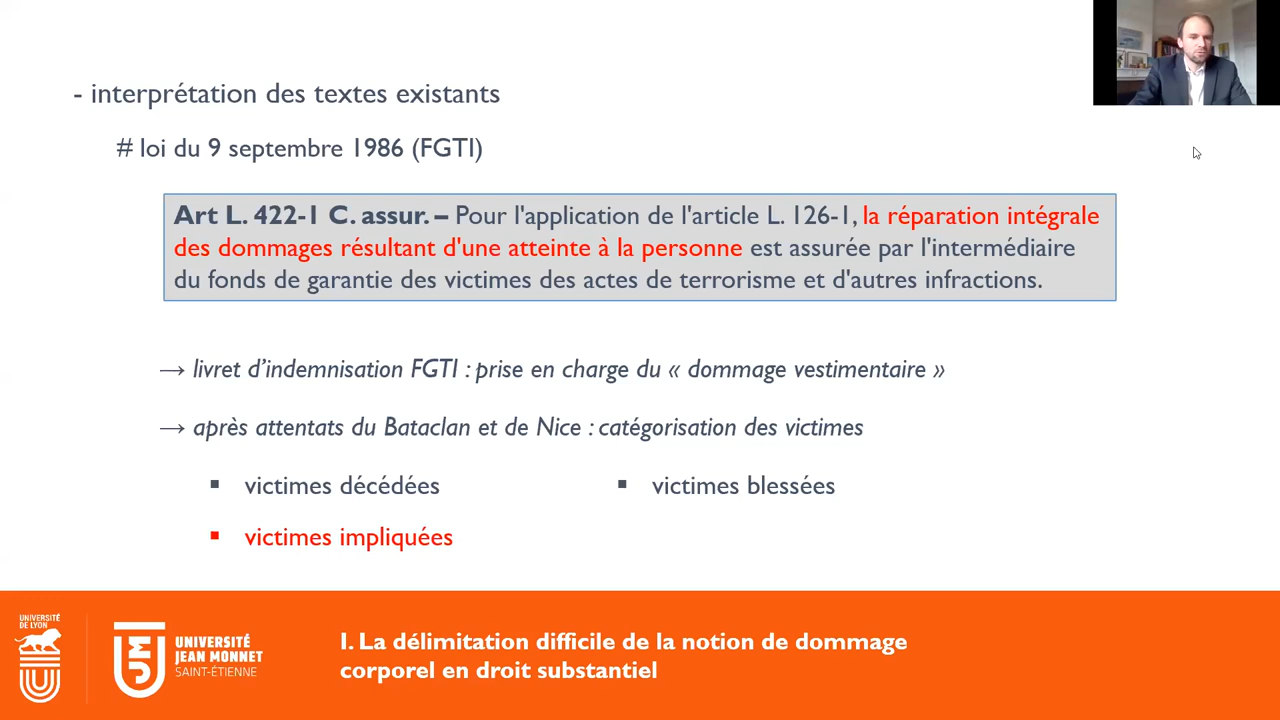 - interprétation des textes existants
# loi du 9 septembre 1986 (FGTI)
Art L. 422-1 C. assur. – Pour l'application de l'article L. 126-1, la réparation intégrale
des dommages résultant d'une atteinte à la personne est assurée par l'intermédiaire
du fonds de garantie des victimes des actes de terrorisme et d'autres infractions.
→ livret d’indemnisation FGTI : prise en charge du « dommage vestimentaire »
→ après attentats du Bataclan et de Nice : catégorisation des victimes
▪ victimes décédées
▪ victimes blessées
▪ victimes impliquées
UNIVERSITÉ
DE LYON
UNIVERSITÉ
JEAN MONNET
SAINT-ÉTIENNE
I. La délimitation difficile de la notion de dommage
corporel en droit substantiel